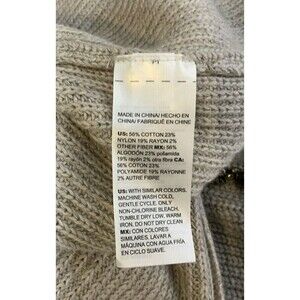 MADE IN CHINA/ HECHO EN
CHINA/ FABRIQUÉ EN CHINE
US: 56% COTTON 23%
NYLON 19% RAYON 2%
OTHER FIBER MX: 56%
ALGODÓN 23% poliamida
19% rayón 2% otra fibra CA:
56% COTON 23%
POLYAMIDE 19% RAYONNE
2% AUTRE FIBRE
US: WITH SIMILAR COLORS.
MACHINE WASH COLD,
GENTLE CYCLE. ONLY
NON-CHLORINE BLEACH.
TUMBLE DRY LOW. WARM
IRON. DO NOT DRY CLEAN
MX: CON COLORES
SIMILARES. LAVAR A
MÁQUINA CON AGUA FRÍA
EN CICLO SUAVE.